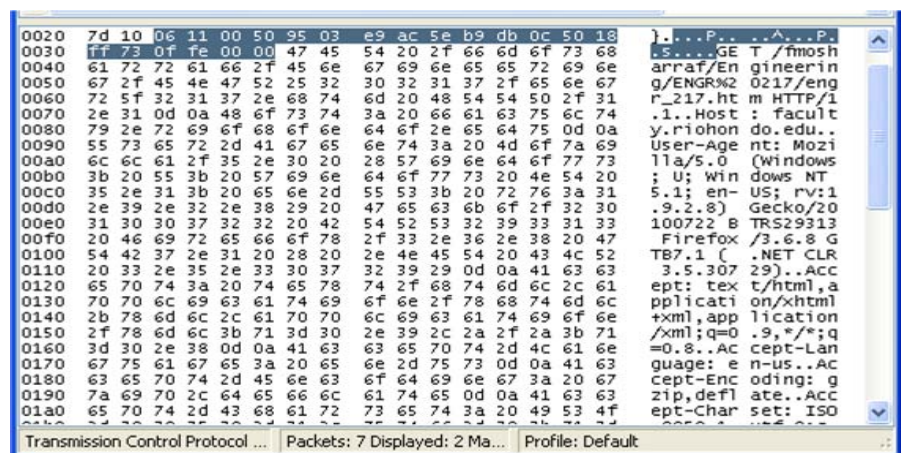 0020 7d 10 06 11 00 50 95 03 e9 ac 5e b9 db 0c 50 18 }....P.. ..^...P.
0030 ff 73 0f fe 00 00 47 45 54 20 2f 66 6d 6f 73 68 .s....GE T /fmosh
0040 61 72 72 61 66 2f 45 6e 67 69 6e 65 65 72 69 6e arraf/En gineerin
0050 67 2f 45 4e 47 52 25 32 30 32 31 37 2f 65 6e 67 g/ENGR%2 0217/eng
0060 72 5f 32 31 37 2e 68 74 6d 20 48 54 54 50 2f 31 r_217.ht m HTTP/1
0070 2e 31 0d 0a 48 6f 73 74 3a 20 66 61 63 75 6c 74 .1..Host : facult
0080 79 2e 72 69 6f 68 6f 6e 64 6f 2e 65 64 75 0d 0a y.riohon do.edu..
0090 55 73 65 72 2d 41 67 65 6e 74 3a 20 4d 6f 7a 69 User-Age nt: Mozi
00a0 6c 6c 61 2f 35 2e 30 20 28 57 69 6e 64 6f 77 73 lla/5.0 (Windows
00b0 3b 20 55 3b 20 57 69 6e 64 6f 77 73 20 4e 54 20 ; U; Win dows NT
00c0 35 2e 31 3b 20 65 6e 2d 55 53 3b 20 72 76 3a 31 5.1; en- US; rv:1
00d0 2e 39 2e 32 2e 38 29 20 47 65 63 6b 6f 2f 32 30 .9.2.8) Gecko/20
00e0 31 30 30 37 32 32 20 42 54 52 53 32 39 33 31 33 100722 B TRS29313
00f0 20 46 69 72 65 66 6f 78 2f 33 2e 36 2e 38 20 47 Firefox /3.6.8 G
0100 54 42 37 2e 31 20 28 20 2e 4e 45 54 20 43 4c 52 TB7.1 ( .NET CLR
0110 20 33 2e 35 2e 33 30 37 32 39 29 0d 0a 41 63 63 3.5.307 29)..Acc
0120 65 70 74 3a 20 74 65 78 74 2f 68 74 6d 6c 2c 61 ept: tex t/html,a
0130 70 70 6c 69 63 61 74 69 6f 6e 2f 78 68 74 6d 6c pplicati on/xhtml
0140 2b 78 6d 6c 2c 61 70 70 6c 69 63 61 74 69 6f 6e +xml,app lication
0150 2f 78 6d 6c 3b 71 3d 30 2e 39 2c 2a 2f 2a 3b 71 /xml;q=0 .9,*/*;q
0160 3d 30 2e 38 0d 0a 41 63 63 65 70 74 2d 4c 61 6e =0.8..Ac cept-Lan
0170 67 75 61 67 65 3a 20 65 6e 2d 75 73 0d 0a 41 63 guage: e n-us..Ac
0180 63 65 70 74 2d 45 6e 63 6f 64 69 6e 67 3a 20 67 cept-Enc oding: g
0190 7a 69 70 2c 64 65 66 6c 61 74 65 0d 0a 41 63 63 zip,defl ate..Acc
01a0 65 70 74 2d 43 68 61 72 73 65 74 3a 20 49 53 4f ept-Char set: ISO
Transmission Control Protocol ... Packets: 7 Displayed: 2 Ma... Profile: Default